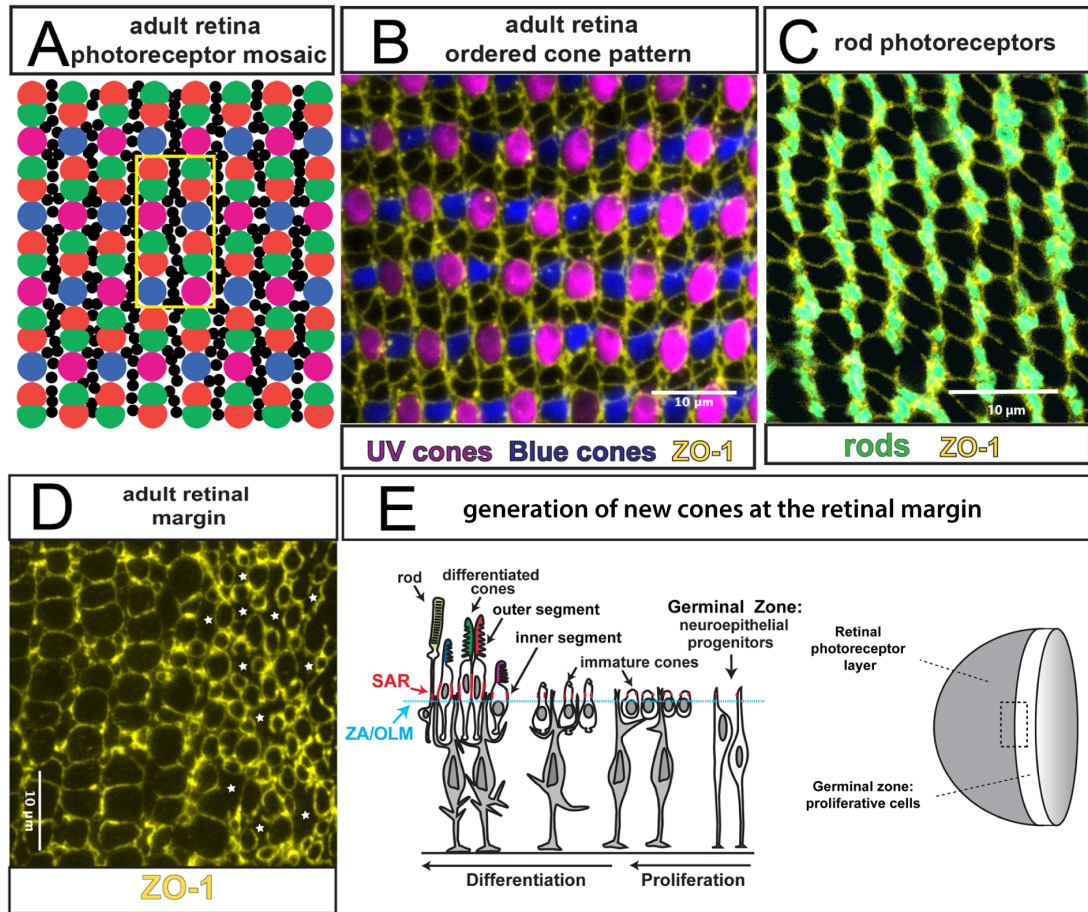 A
adult retina
photoreceptor mosaic
B
adult retina
ordered cone pattern
10 µm
UV cones Blue cones ZO-1
C
rod photoreceptors
10 µm
rods ZO-1
D
adult retinal
margin
10 µm
ZO-1
E
generation of new cones at the retinal margin
rod
differentiated
cones
outer segment
inner segment
immature cones
Germinal Zone:
neuroepithelial
progenitors
SAR
ZA/OLM
Differentiation
Proliferation
Retinal
photoreceptor
layer
Germinal zone:
proliferative cells